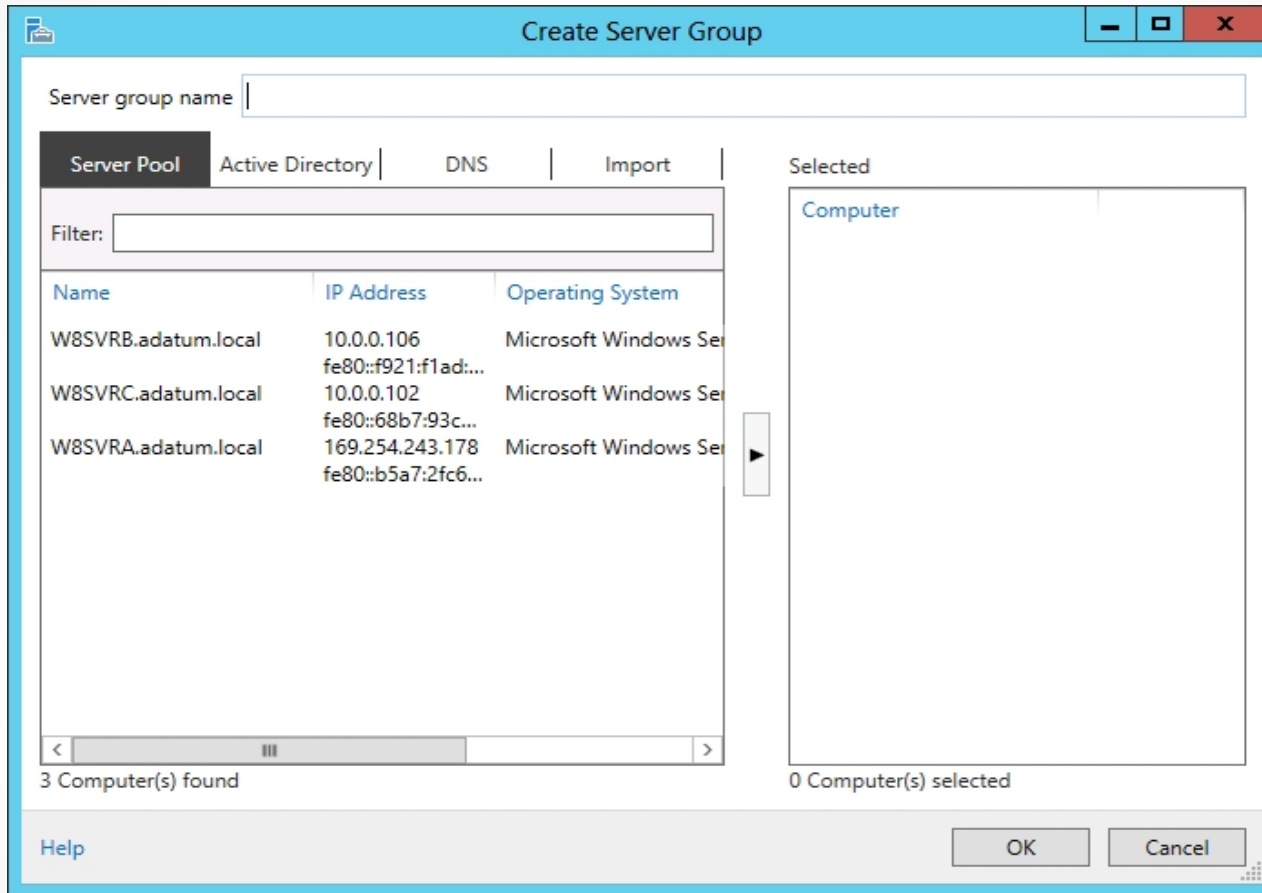 Create Server Group
Server group name
Server Pool Active Directory DNS Import
Selected
Filter:
Computer
Name IP Address Operating System
W8SVRB.adatum.local 10.0.0.106 Microsoft Windows Ser
fe80::f921:f1ad:...
W8SVRC.adatum.local 10.0.0.102 Microsoft Windows Ser
fe80::68b7:93c...
W8SVRA.adatum.local 169.254.243.178 Microsoft Windows Ser
fe80::b5a7:2fc6...
3 Computer(s) found
0 Computer(s) selected
Help
OK
Cancel